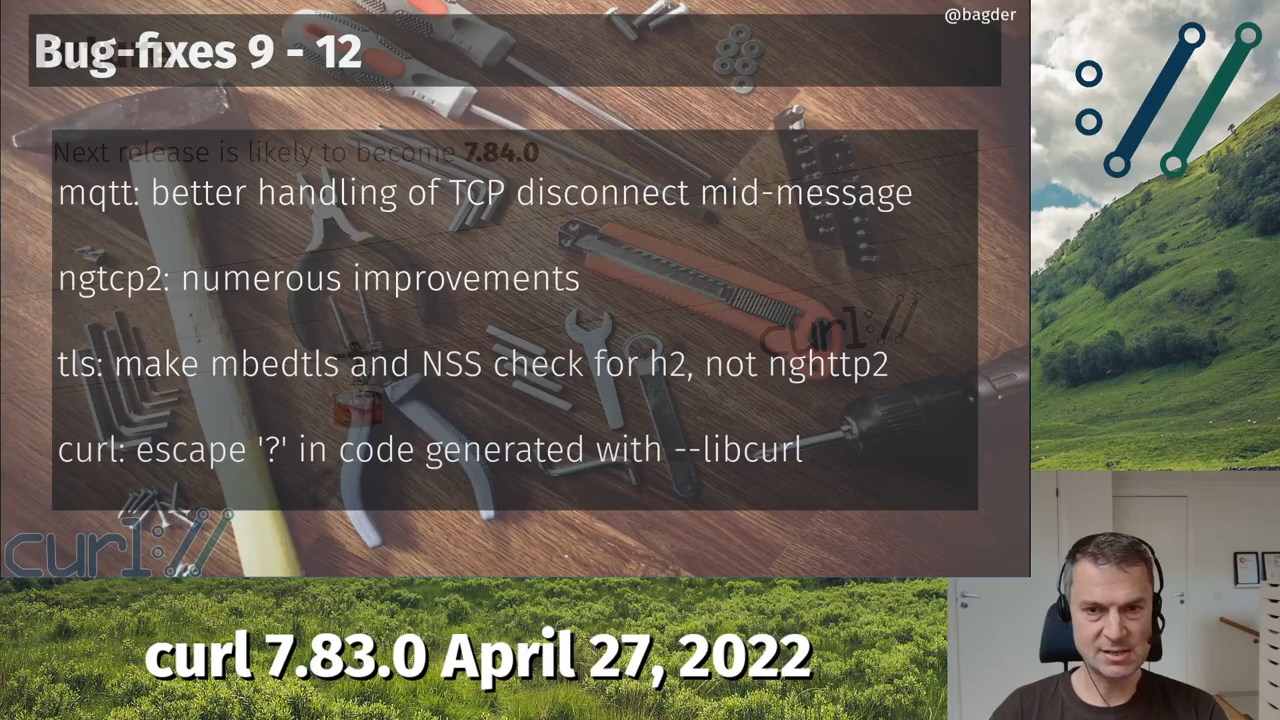 @bagder
Bug-fixes 9 - 12
Next release is likely to become 7.84.0
mqtt: better handling of TCP disconnect mid-message
ngtcp2: numerous improvements
curl://
tls: make mbedtls and NSS check for h2, not nghttp2
curl: escape '?' in code generated with --libcurl
curl://
curl 7.83.0 April 27, 2022